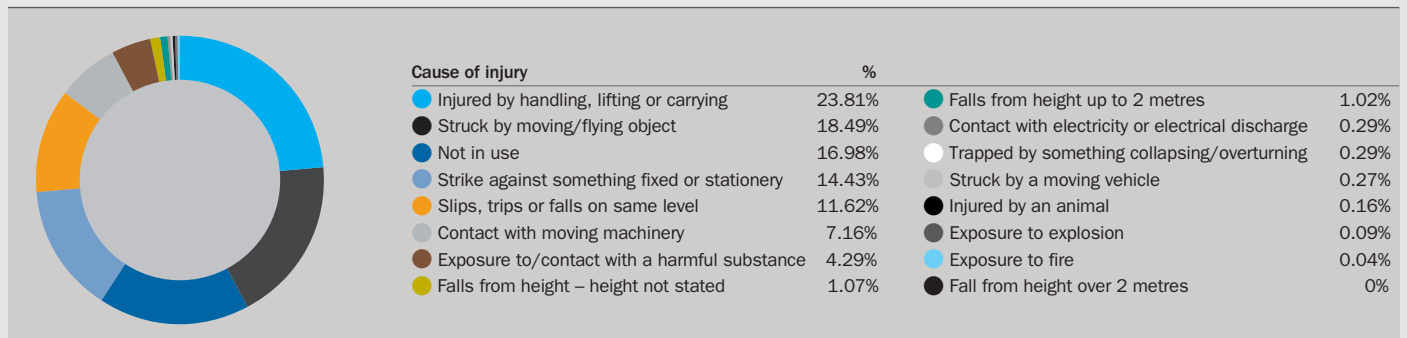 Cause of injury %
Injured by handling, lifting or carrying 23.81%
Struck by moving/flying object 18.49%
Not in use 16.98%
Strike against something fixed or stationery 14.43%
Slips, trips or falls on same level 11.62%
Contact with moving machinery 7.16%
Exposure to/contact with a harmful substance 4.29%
Falls from height – height not stated 1.07%
Falls from height up to 2 metres 1.02%
Contact with electricity or electrical discharge 0.29%
Trapped by something collapsing/overturning 0.29%
Struck by a moving vehicle 0.27%
Injured by an animal 0.16%
Exposure to explosion 0.09%
Exposure to fire 0.04%
Fall from height over 2 metres 0%